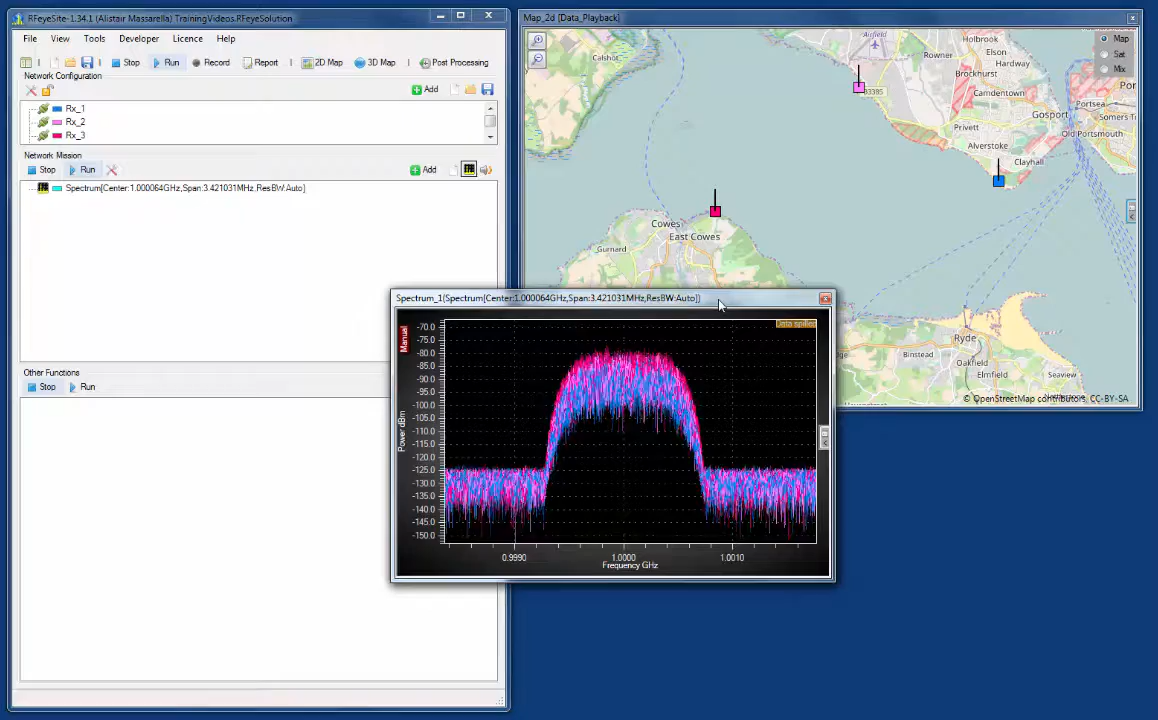 RFeyeSite-1.34.1 (Alistair Massarella) TrainingVideos.RFeyeSolution
File View Tools Developer Licence Help
Stop Run Record Report 2D Map 3D Map Post Processing
Network Configuration
Add
Rx_1
Rx_2
Rx_3
Network Mission
Stop Run Add
Spectrum[Center:1.000064GHz,Span:3.421031MHz,ResBW:Auto]
Other Functions
Stop Run
Map_2d [Data_Playback]
Map
Sat
Mix
Calshot
Airfield
Rowner
Holbrook
Elson
Hardway
Brockhurst
Camdentown
B3385
Privett
Gosport
Portsea
Somers T
Old Portsmouth
Alverstoke
Clayhall
Cowes
East Cowes
Gurnard
Ryde
Binstead
Oakfield
Elmfield
Seaview
© OpenStreetMap contributors, CC-BY-SA
Spectrum_1(Spectrum[Center:1.000064GHz,Span:3.421031MHz,ResBW:Auto])
Manual
Data spilled
Power dBm
-70.0
-75.0
-80.0
-85.0
-90.0
-95.0
-100.0
-105.0
-110.0
-115.0
-120.0
-125.0
-130.0
-135.0
-140.0
-145.0
-150.0
0.9990 1.0000 1.0010
Frequency GHz